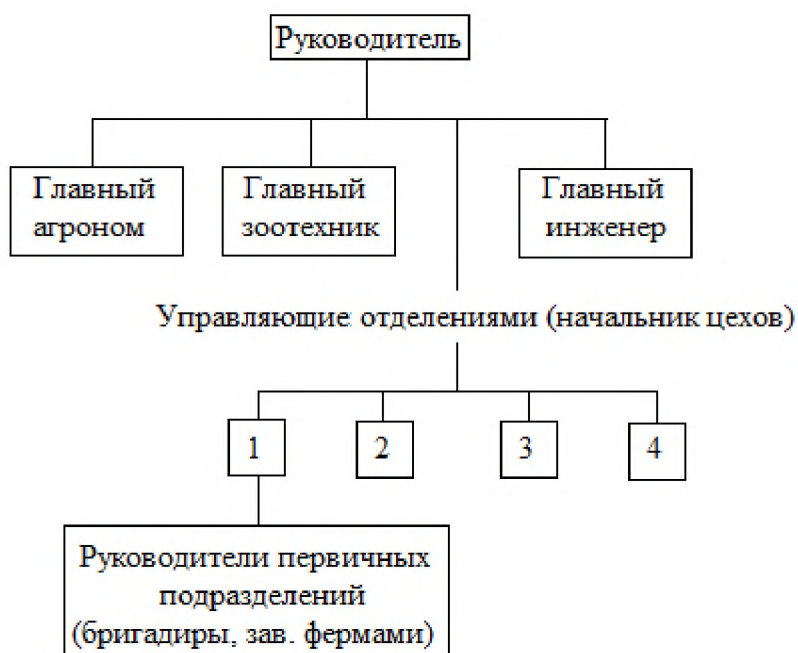 Руководитель
Главный
агроном
Главный
зоотехник
Главный
инженер
Управляющие отделениями (начальник цехов)
1
2
3
4
Руководители первичных
подразделений
(бригадиры, зав. фермами)